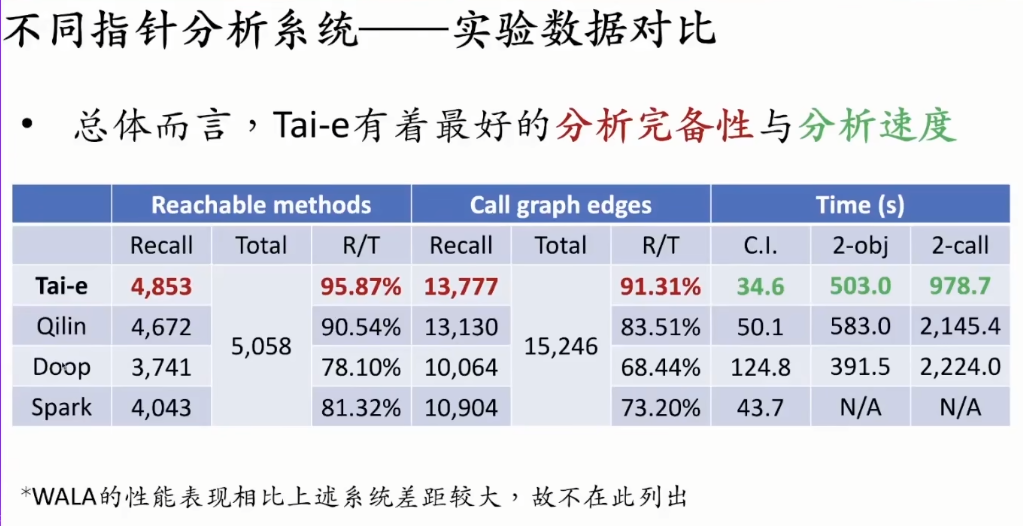 不同指针分析系统——实验数据对比
• 总体而言，Tai-e有着最好的分析完备性与分析速度
Reachable methods Call graph edges Time (s)
Recall Total R/T Recall Total R/T C.I. 2-obj 2-call
Tai-e 4,853 95.87% 13,777 91.31% 34.6 503.0 978.7
Qilin 4,672 90.54% 13,130 83.51% 50.1 583.0 2,145.4
5,058 15,246
Doop 3,741 78.10% 10,064 68.44% 124.8 391.5 2,224.0
Spark 4,043 81.32% 10,904 73.20% 43.7 N/A N/A
*WALA的性能表现相比上述系统差距较大，故不在此列出